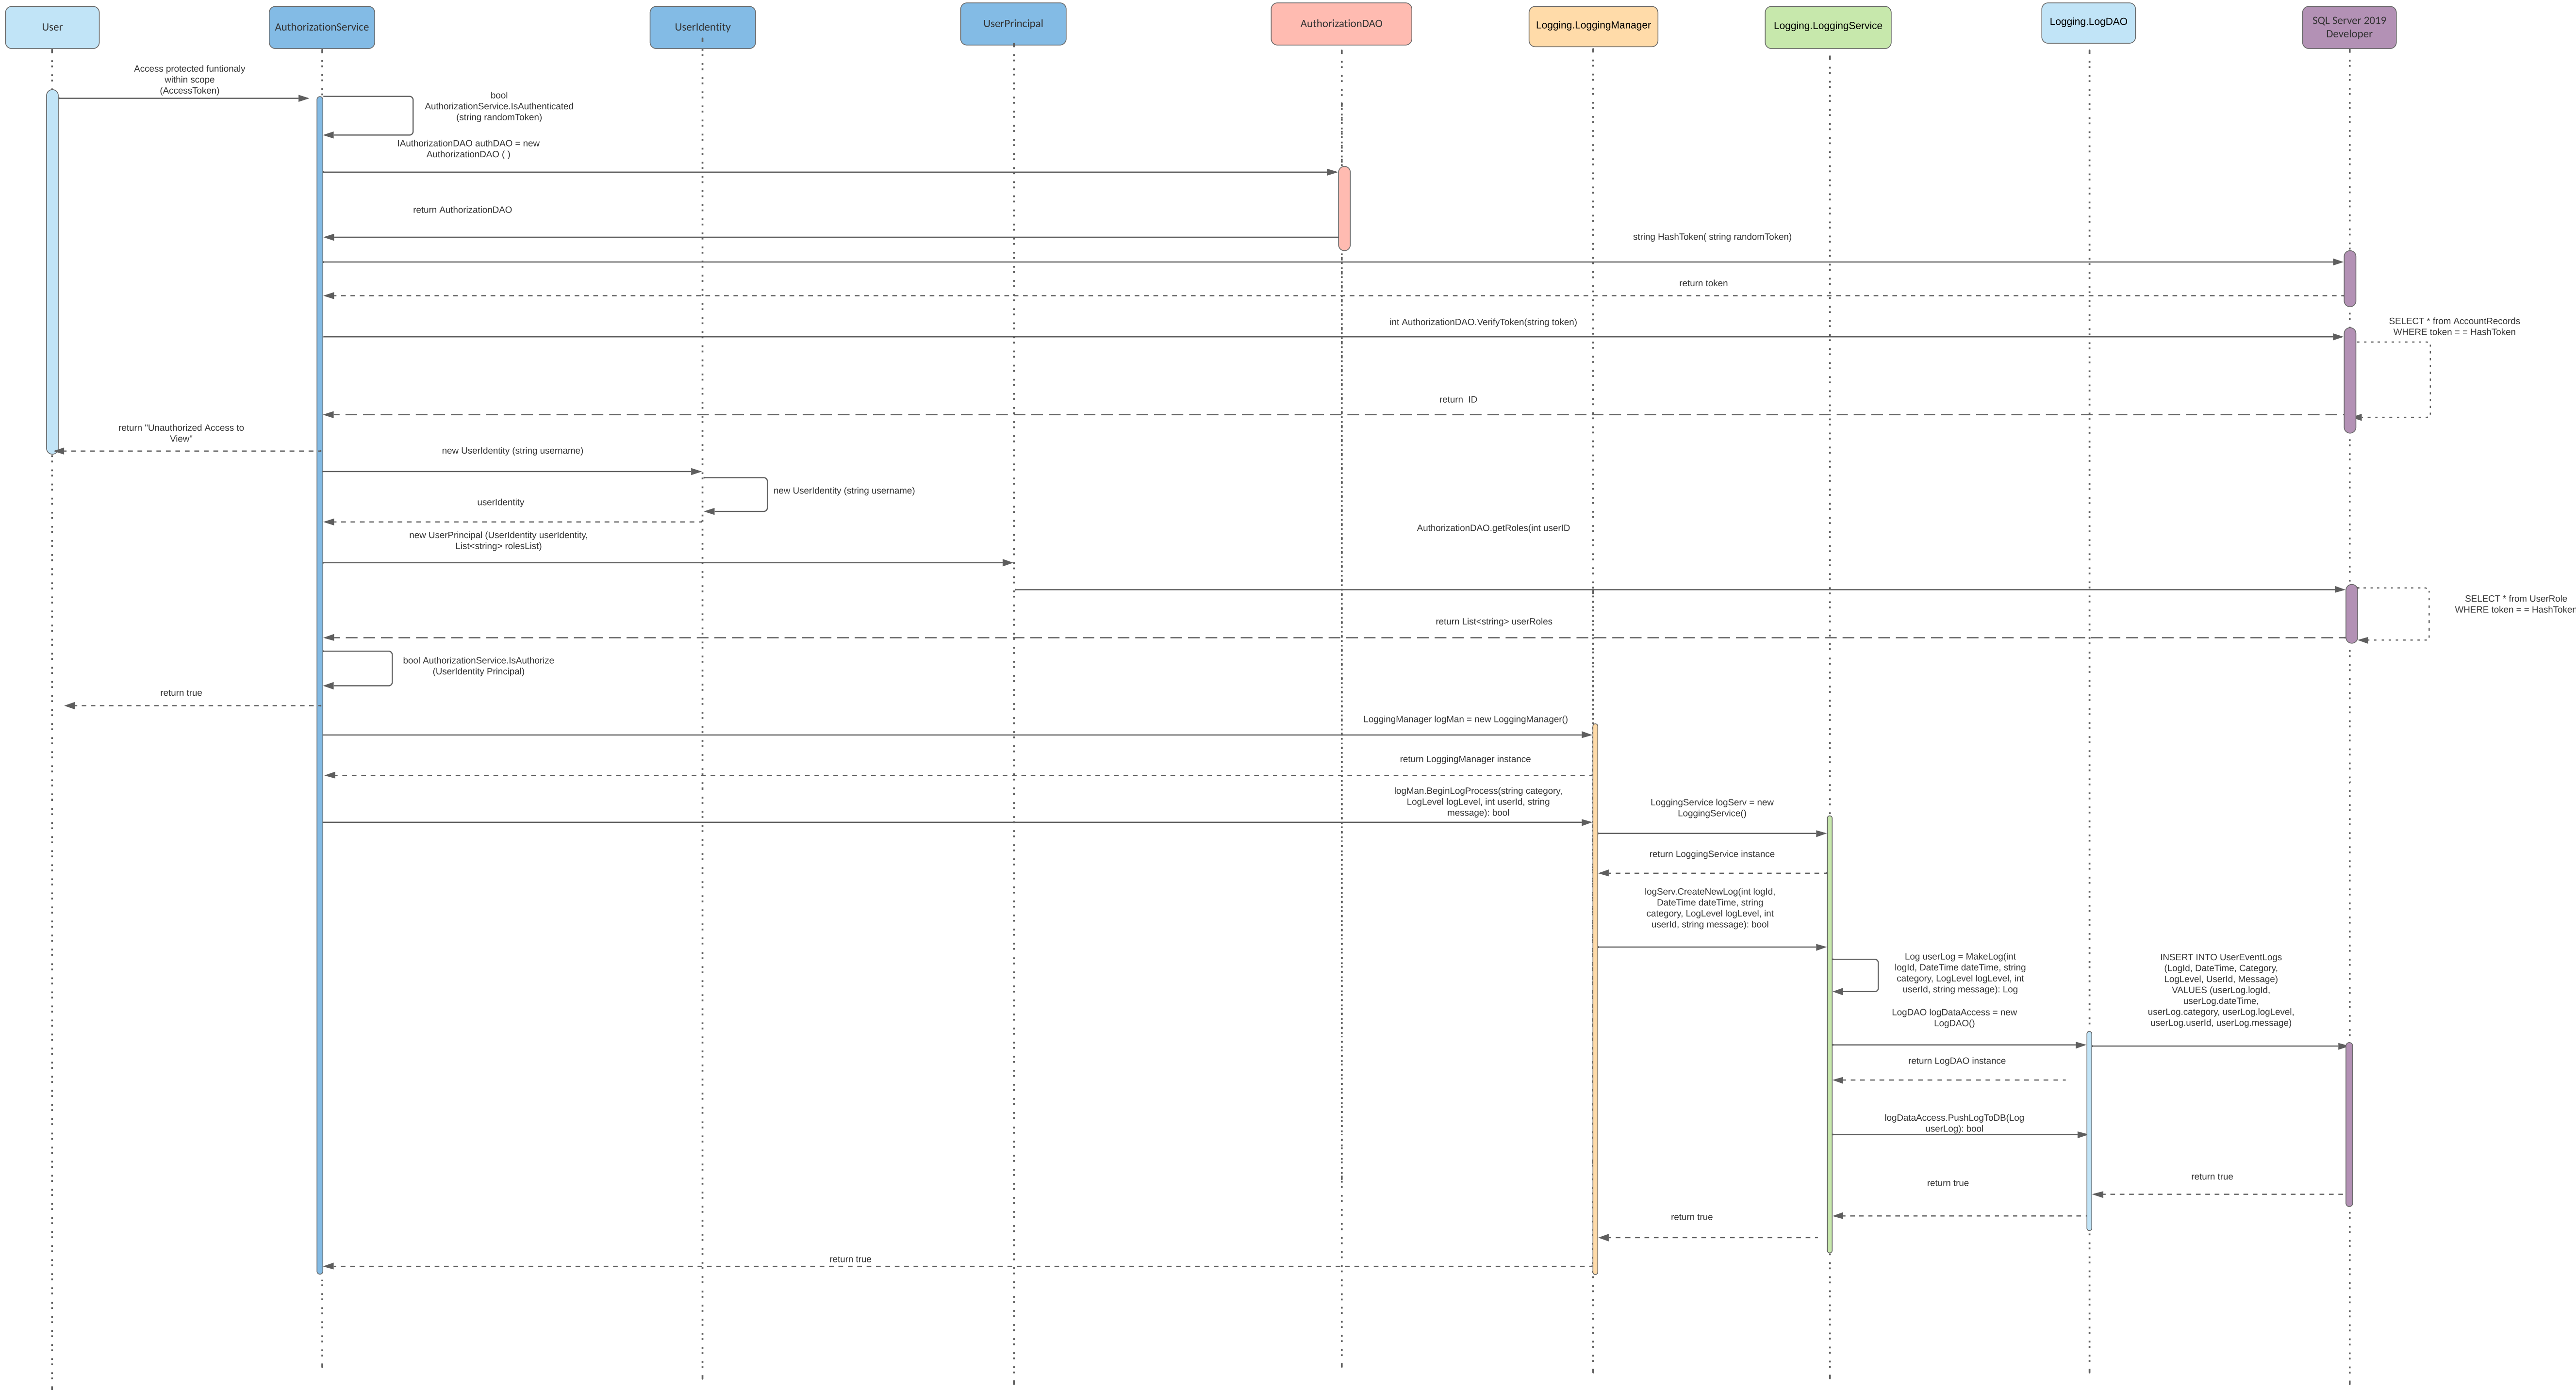 User
AuthorizationService
UserIdentity
UserPrincipal
AuthorizationDAO
Logging.LoggingManager
Logging.LoggingService
Logging.LogDAO
SQL Server 2019
Developer
Access protected funtionaly
within scope
(AccessToken)
bool
AuthorizationService.IsAuthenticated
(string randomToken)
IAuthorizationDAO authDAO = new
AuthorizationDAO ( )
return AuthorizationDAO
string HashToken( string randomToken)
return token
int AuthorizationDAO.VerifyToken(string token)
SELECT * from AccountRecords
WHERE token = = HashToken
return  ID
return "Unauthorized Access to
View"
new UserIdentity (string username)
new UserIdentity (string username)
userIdentity
AuthorizationDAO.getRoles(int userID
new UserPrincipal (UserIdentity userIdentity,
List<string> rolesList)
SELECT * from UserRole
WHERE token = = HashToken
return List<string> userRoles
bool AuthorizationService.IsAuthorize
(UserIdentity Principal)
return true
LoggingManager logMan = new LoggingManager()
return LoggingManager instance
logMan.BeginLogProcess(string category,
LogLevel logLevel, int userId, string
message): bool
LoggingService logServ = new
LoggingService()
return LoggingService instance
logServ.CreateNewLog(int logId,
DateTime dateTime, string
category, LogLevel logLevel, int
userId, string message): bool
Log userLog = MakeLog(int
logId, DateTime dateTime, string
category, LogLevel logLevel, int
userId, string message): Log
INSERT INTO UserEventLogs
(LogId, DateTime, Category,
LogLevel, UserId, Message)
VALUES (userLog.logId,
userLog.dateTime,
userLog.category, userLog.logLevel,
userLog.userId, userLog.message)
LogDAO logDataAccess = new
LogDAO()
return LogDAO instance
logDataAccess.PushLogToDB(Log
userLog): bool
return true
return true
return true
return true